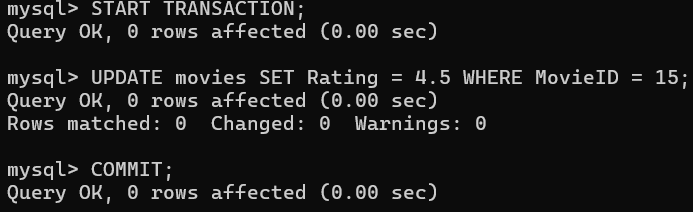 mysql> START TRANSACTION;
Query OK, 0 rows affected (0.00 sec)
mysql> UPDATE movies SET Rating = 4.5 WHERE MovieID = 15;
Query OK, 0 rows affected (0.00 sec)
Rows matched: 0  Changed: 0  Warnings: 0
mysql> COMMIT;
Query OK, 0 rows affected (0.00 sec)